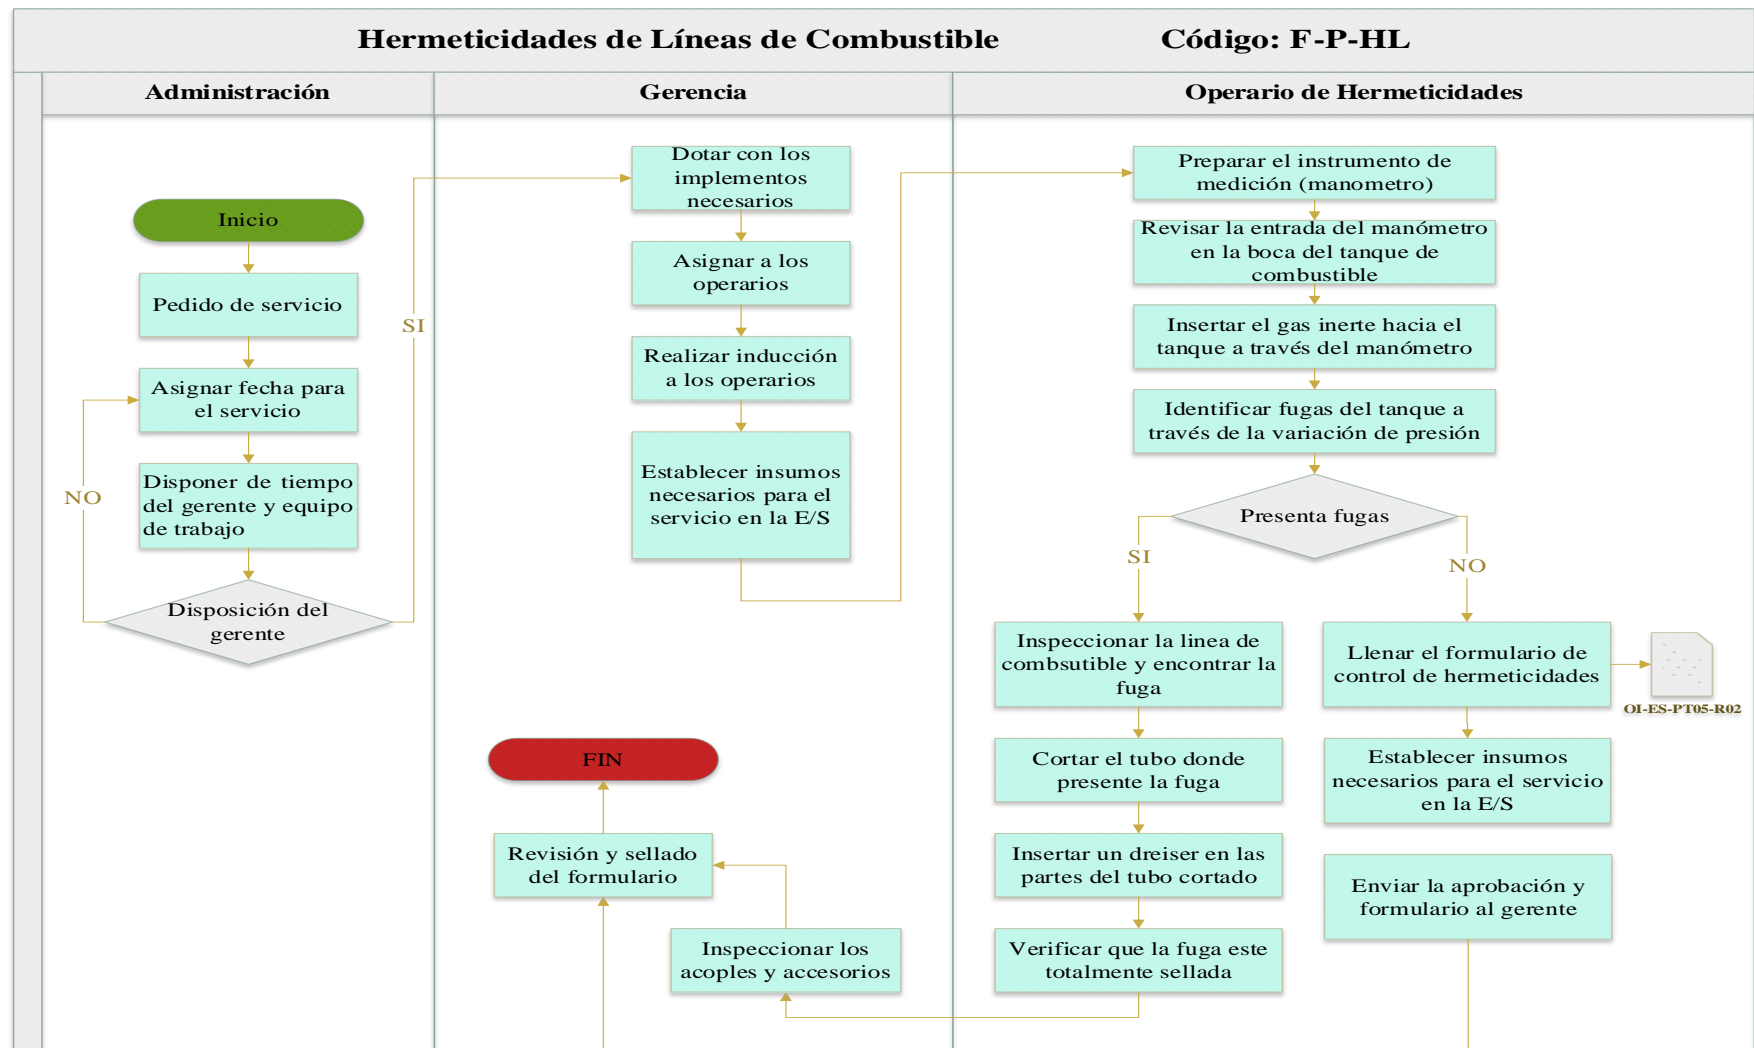 Hermeticidades de Líneas de Combustible Código: F-P-HL
Administración
Gerencia
Operario de Hermeticidades
Inicio
Pedido de servicio
Asignar fecha para
el servicio
Disponer de tiempo
del gerente y equipo
de trabajo
NO
Disposición del
gerente
SI
Dotar con los
implementos
necesarios
Asignar a los
operarios
Realizar inducción
a los operarios
Establecer insumos
necesarios para el
servicio en la E/S
FIN
Revisión y sellado
del formulario
Inspeccionar los
acoples y accesorios
Preparar el instrumento de
medición (manometro)
Revisar la entrada del manómetro
en la boca del tanque de
combustible
Insertar el gas inerte hacia el
tanque a través del manómetro
Identificar fugas del tanque a
través de la variación de presión
Presenta fugas
SI
NO
Inspeccionar la linea de
combsutible y encontrar la
fuga
Cortar el tubo donde
presente la fuga
Insertar un dreiser en las
partes del tubo cortado
Verificar que la fuga este
totalmente sellada
Llenar el formulario de
control de hermeticidades
OI-ES-PT05-R02
Establecer insumos
necesarios para el servicio
en la E/S
Enviar la aprobación y
formulario al gerente